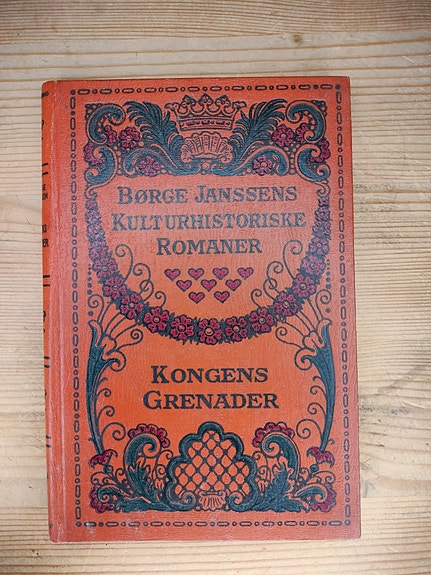 BØRGE JANSSENS
KULTURHISTORISKE
ROMANER
KONGENS
GRENADER